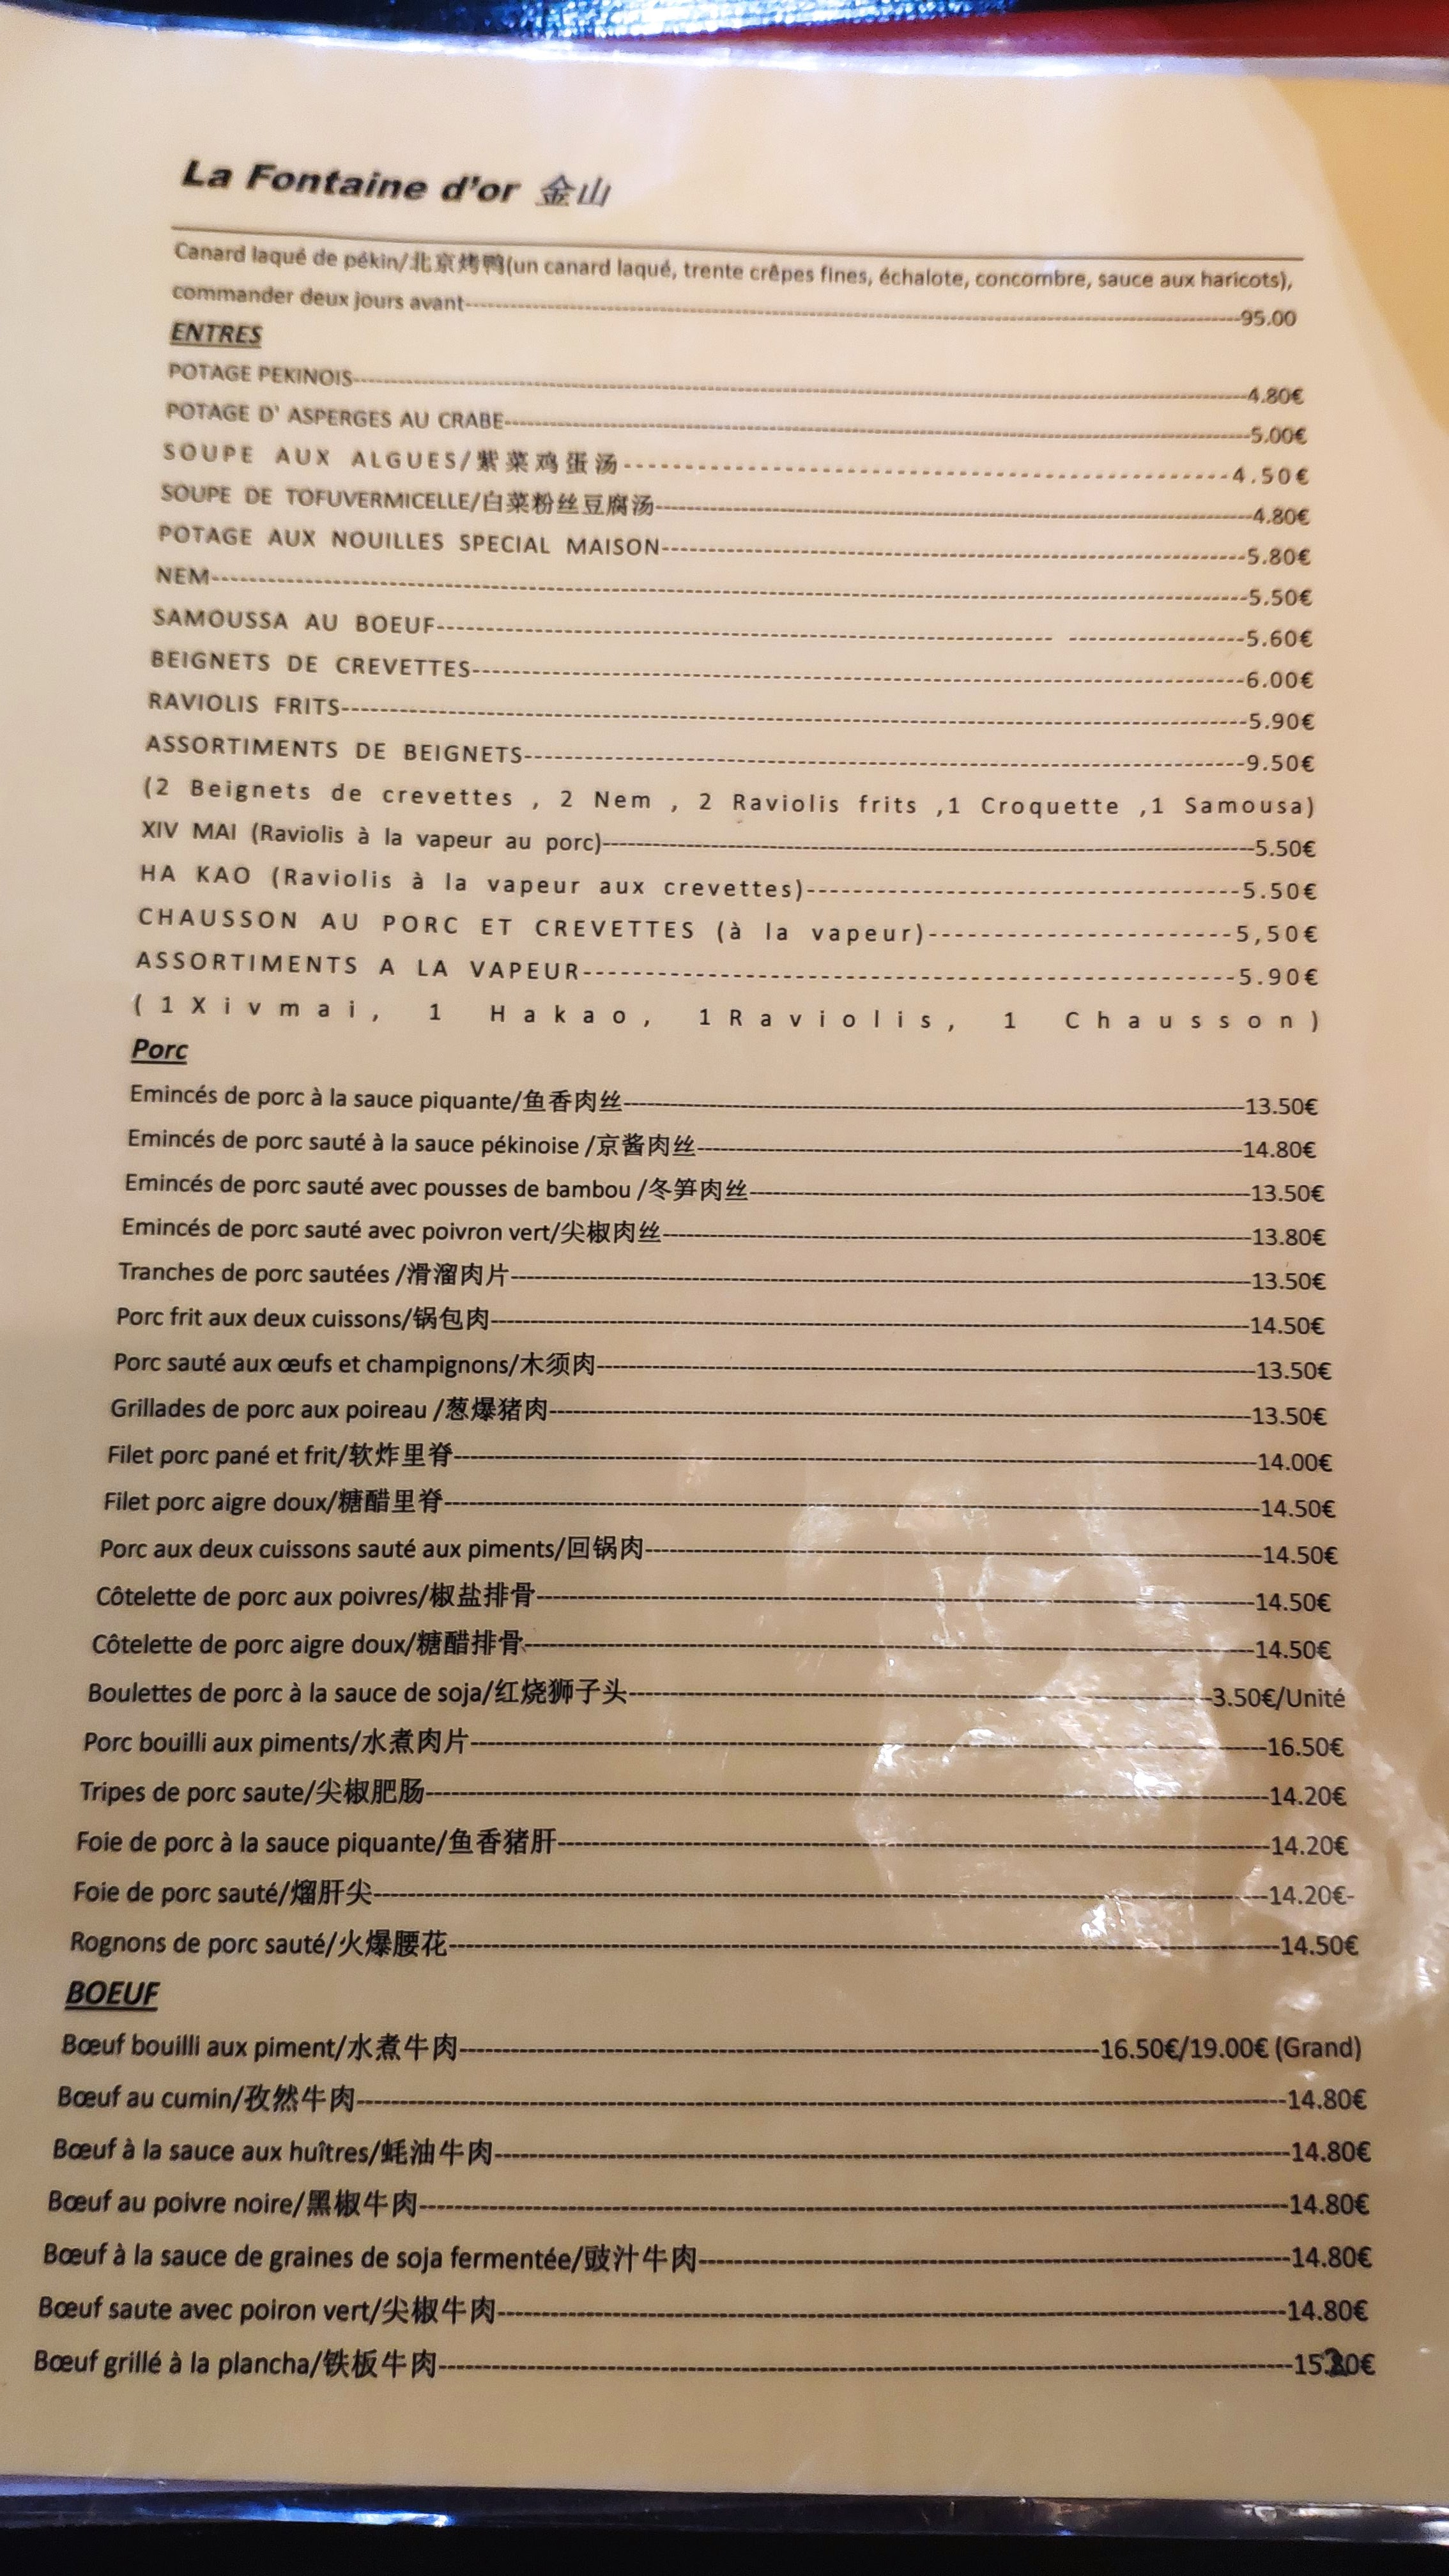 La Fontaine d'or 金山
Canard laqué de pékin/北京烤鸭(un canard laqué, trente crêpes fines, échalote, concombre, sauce aux haricots),
commander deux jours avant----------95.00
ENTRES
POTAGE PEKINOIS----------4.80€
POTAGE D' ASPERGES AU CRABE----------5.00€
SOUPE AUX ALGUES/紫菜鸡蛋汤----------4.50€
SOUPE DE TOFUVERMICELLE/白菜粉丝豆腐汤----------4.80€
POTAGE AUX NOUILLES SPECIAL MAISON----------5.80€
NEM----------5.50€
SAMOUSSA AU BOEUF----------5.60€
BEIGNETS DE CREVETTES----------6.00€
RAVIOLIS FRITS----------5.90€
ASSORTIMENTS DE BEIGNETS----------9.50€
(2 Beignets de crevettes , 2 Nem , 2 Raviolis frits ,1 Croquette ,1 Samousa)
XIV MAI (Raviolis à la vapeur au porc)----------5.50€
HA KAO (Raviolis à la vapeur aux crevettes)----------5.50€
CHAUSSON AU PORC ET CREVETTES (à la vapeur)----------5,50€
ASSORTIMENTS A LA VAPEUR----------5.90€
(1Xivmai, 1 Hakao, 1Raviolis, 1 Chausson)
Porc
Emincés de porc à la sauce piquante/鱼香肉丝----------13.50€
Emincés de porc sauté à la sauce pékinoise /京酱肉丝----------14.80€
Emincés de porc sauté avec pousses de bambou /冬笋肉丝----------13.50€
Emincés de porc sauté avec poivron vert/尖椒肉丝----------13.80€
Tranches de porc sautées /滑溜肉片----------13.50€
Porc frit aux deux cuissons/锅包肉----------14.50€
Porc sauté aux œufs et champignons/木须肉----------13.50€
Grillades de porc aux poireau /葱爆猪肉----------13.50€
Filet porc pané et frit/软炸里脊----------14.00€
Filet porc aigre doux/糖醋里脊----------14.50€
Porc aux deux cuissons sauté aux piments/回锅肉----------14.50€
Côtelette de porc aux poivres/椒盐排骨----------14.50€
Côtelette de porc aigre doux/糖醋排骨----------14.50€
Boulettes de porc à la sauce de soja/红烧狮子头----------3.50€/Unité
Porc bouilli aux piments/水煮肉片----------16.50€
Tripes de porc saute/尖椒肥肠----------14.20€
Foie de porc à la sauce piquante/鱼香猪肝----------14.20€
Foie de porc sauté/熘肝尖----------14.20€-
Rognons de porc sauté/火爆腰花----------14.50€
BOEUF
Bœuf bouilli aux piment/水煮牛肉----------16.50€/19.00€ (Grand)
Bœuf au cumin/孜然牛肉----------14.80€
Bœuf à la sauce aux huîtres/蚝油牛肉----------14.80€
Bœuf au poivre noire/黑椒牛肉----------14.80€
Bœuf à la sauce de graines de soja fermentée/豉汁牛肉----------14.80€
Bœuf saute avec poiron vert/尖椒牛肉----------14.80€
Bœuf grillé à la plancha/铁板牛肉----------